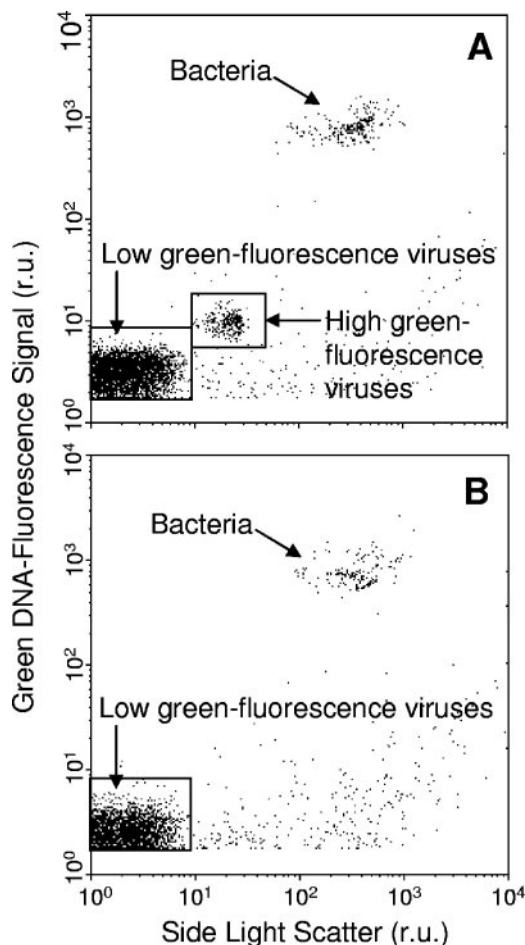 Green DNA-Fluorescence Signal (r.u.)
10⁴
10³
10²
10¹
10⁰
A
Bacteria
Low green-fluorescence viruses
High green-
fluorescence
viruses
10⁴
10³
10²
10¹
10⁰
B
Bacteria
Low green-fluorescence viruses
10⁰ 10¹ 10² 10³ 10⁴
Side Light Scatter (r.u.)